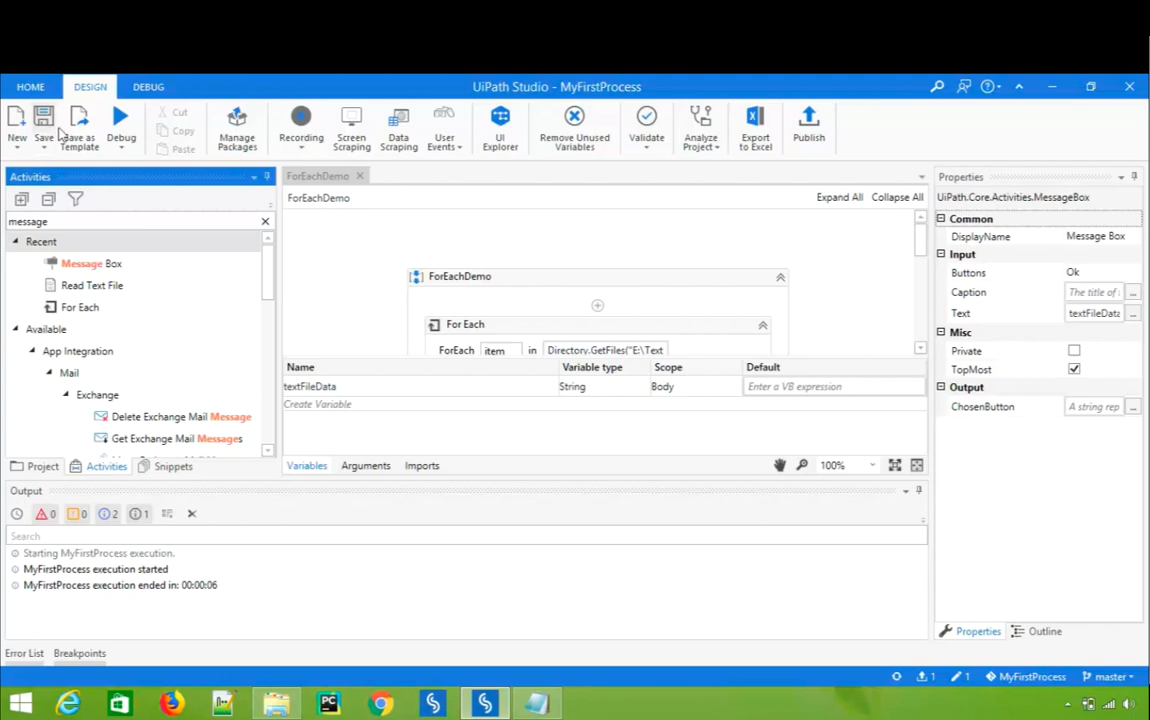 HOME DESIGN DEBUG UiPath Studio - MyFirstProcess
New Save Save as Template Debug Cut Copy Paste Manage Packages Recording Screen Scraping Data Scraping User Events UI Explorer Remove Unused Variables Validate Analyze Project Export to Excel Publish
Activities
message
Recent
Message Box
Read Text File
For Each
Available
App Integration
Mail
Exchange
Delete Exchange Mail Message
Get Exchange Mail Messages
Project Activities Snippets
ForEachDemo
ForEachDemo Expand All Collapse All
ForEachDemo
For Each
ForEach item in Directory.GetFiles("E:\Text
Name Variable type Scope Default
textFileData String Body Enter a VB expression
Create Variable
Variables Arguments Imports 100%
Properties
UiPath.Core.Activities.MessageBox
Common
DisplayName Message Box
Input
Buttons Ok
Caption The title of
Text textFileData
Misc
Private
TopMost
Output
ChosenButton A string rep
Properties Outline
Output
0 0 2 1
Search
Starting MyFirstProcess execution.
MyFirstProcess execution started
MyFirstProcess execution ended in: 00:00:06
Error List Breakpoints
1 1 MyFirstProcess master
PC